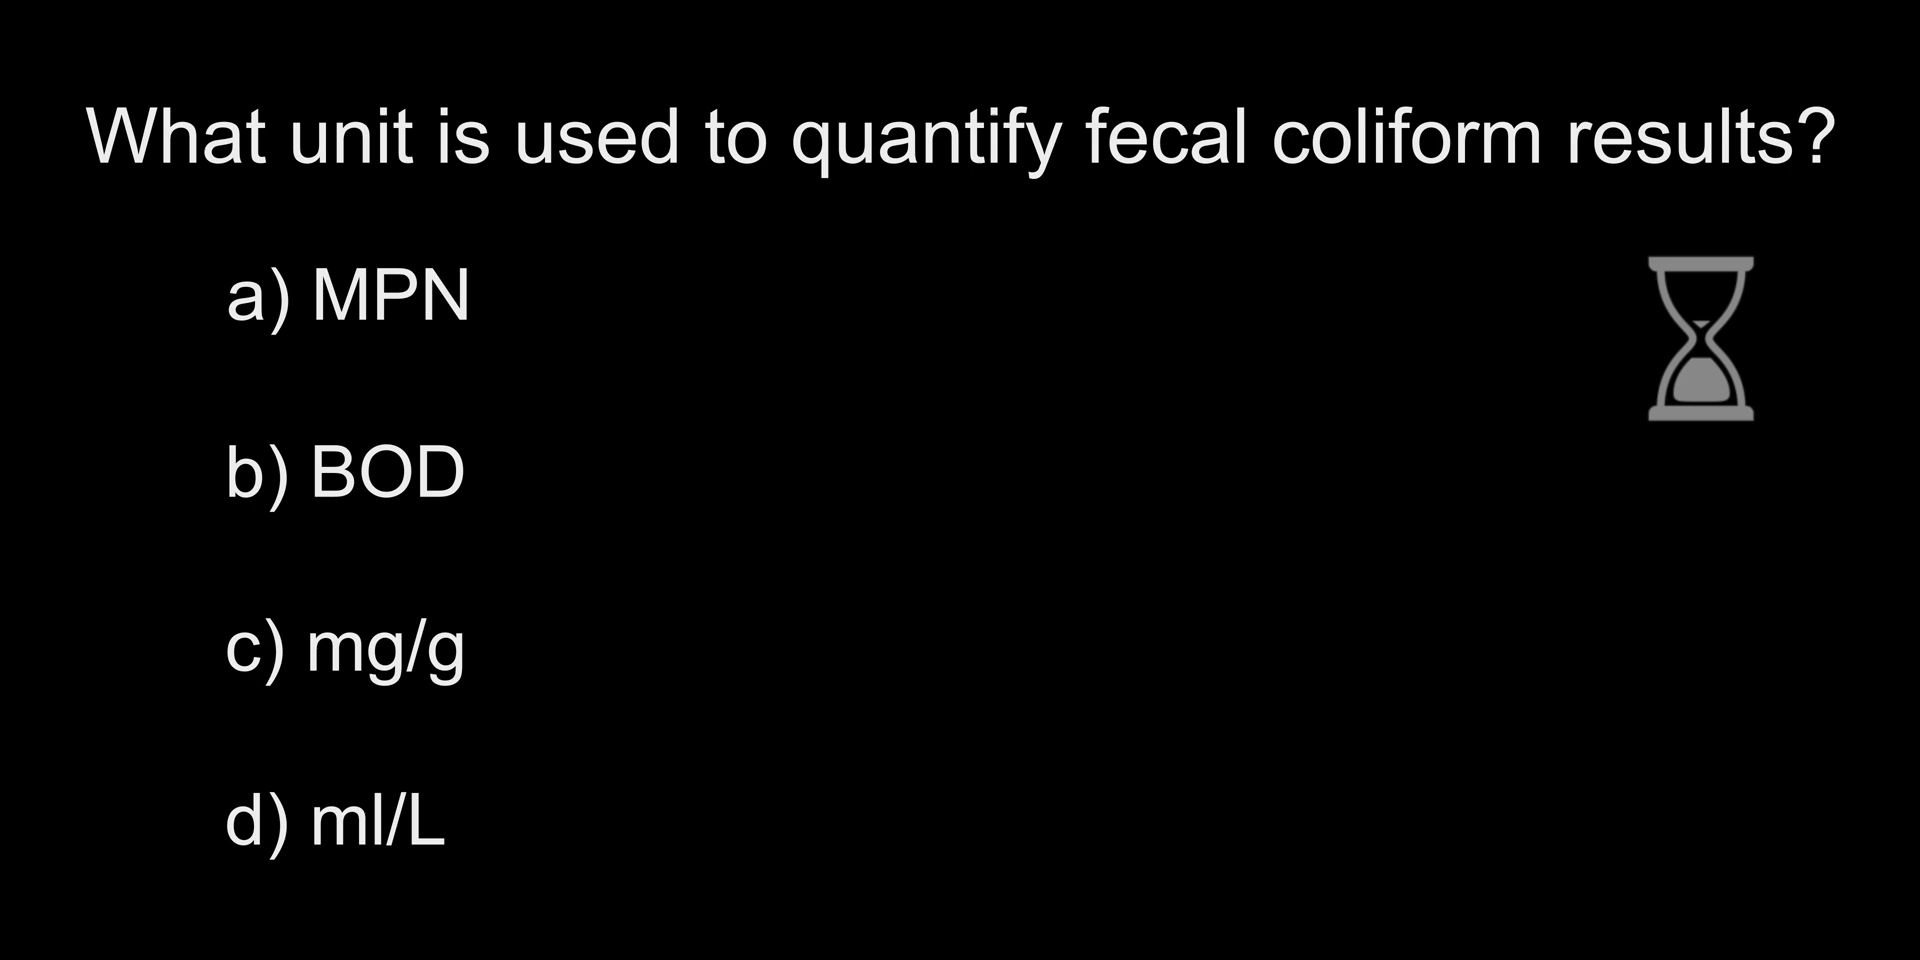 What unit is used to quantify fecal coliform results?
a) MPN
b) BOD
c) mg/g
d) ml/L